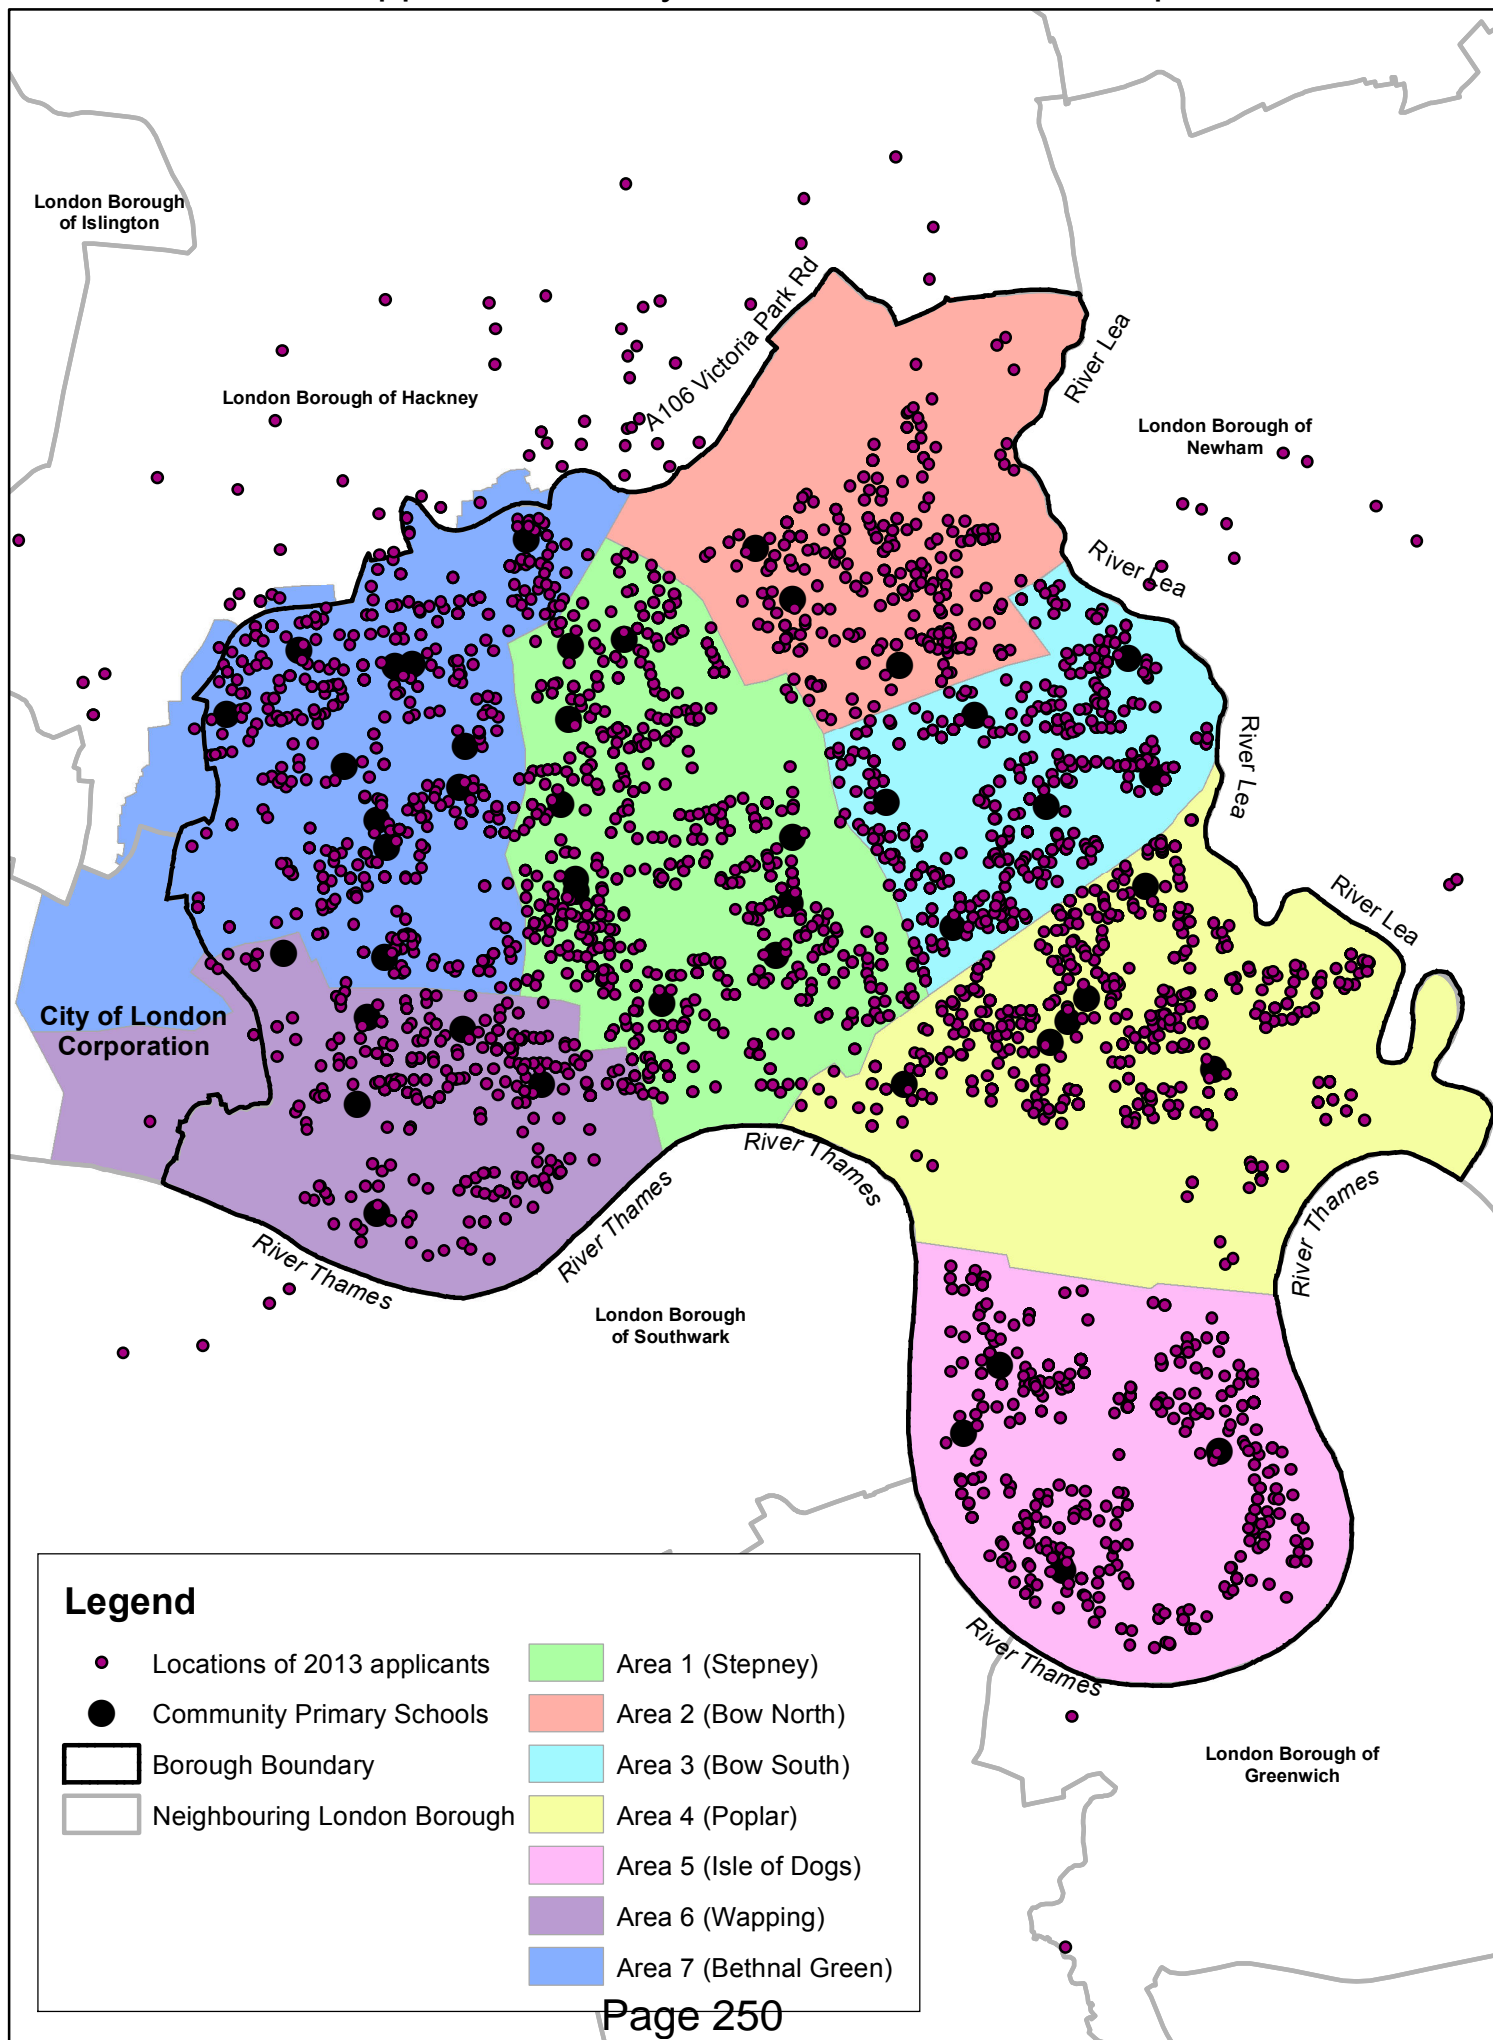 London Borough
of Islington
A106 Victoria Park Rd
River Lea
London Borough of Hackney
London Borough of
Newham
River Lea
River Lea
River Lea
City of London
Corporation
River Thames
River Thames
River Thames
River Thames
London Borough
of Southwark
River Thames
London Borough of
Greenwich
Legend
Locations of 2013 applicants
Community Primary Schools
Borough Boundary
Neighbouring London Borough
Area 1 (Stepney)
Area 2 (Bow North)
Area 3 (Bow South)
Area 4 (Poplar)
Area 5 (Isle of Dogs)
Area 6 (Wapping)
Area 7 (Bethnal Green)
Page 250